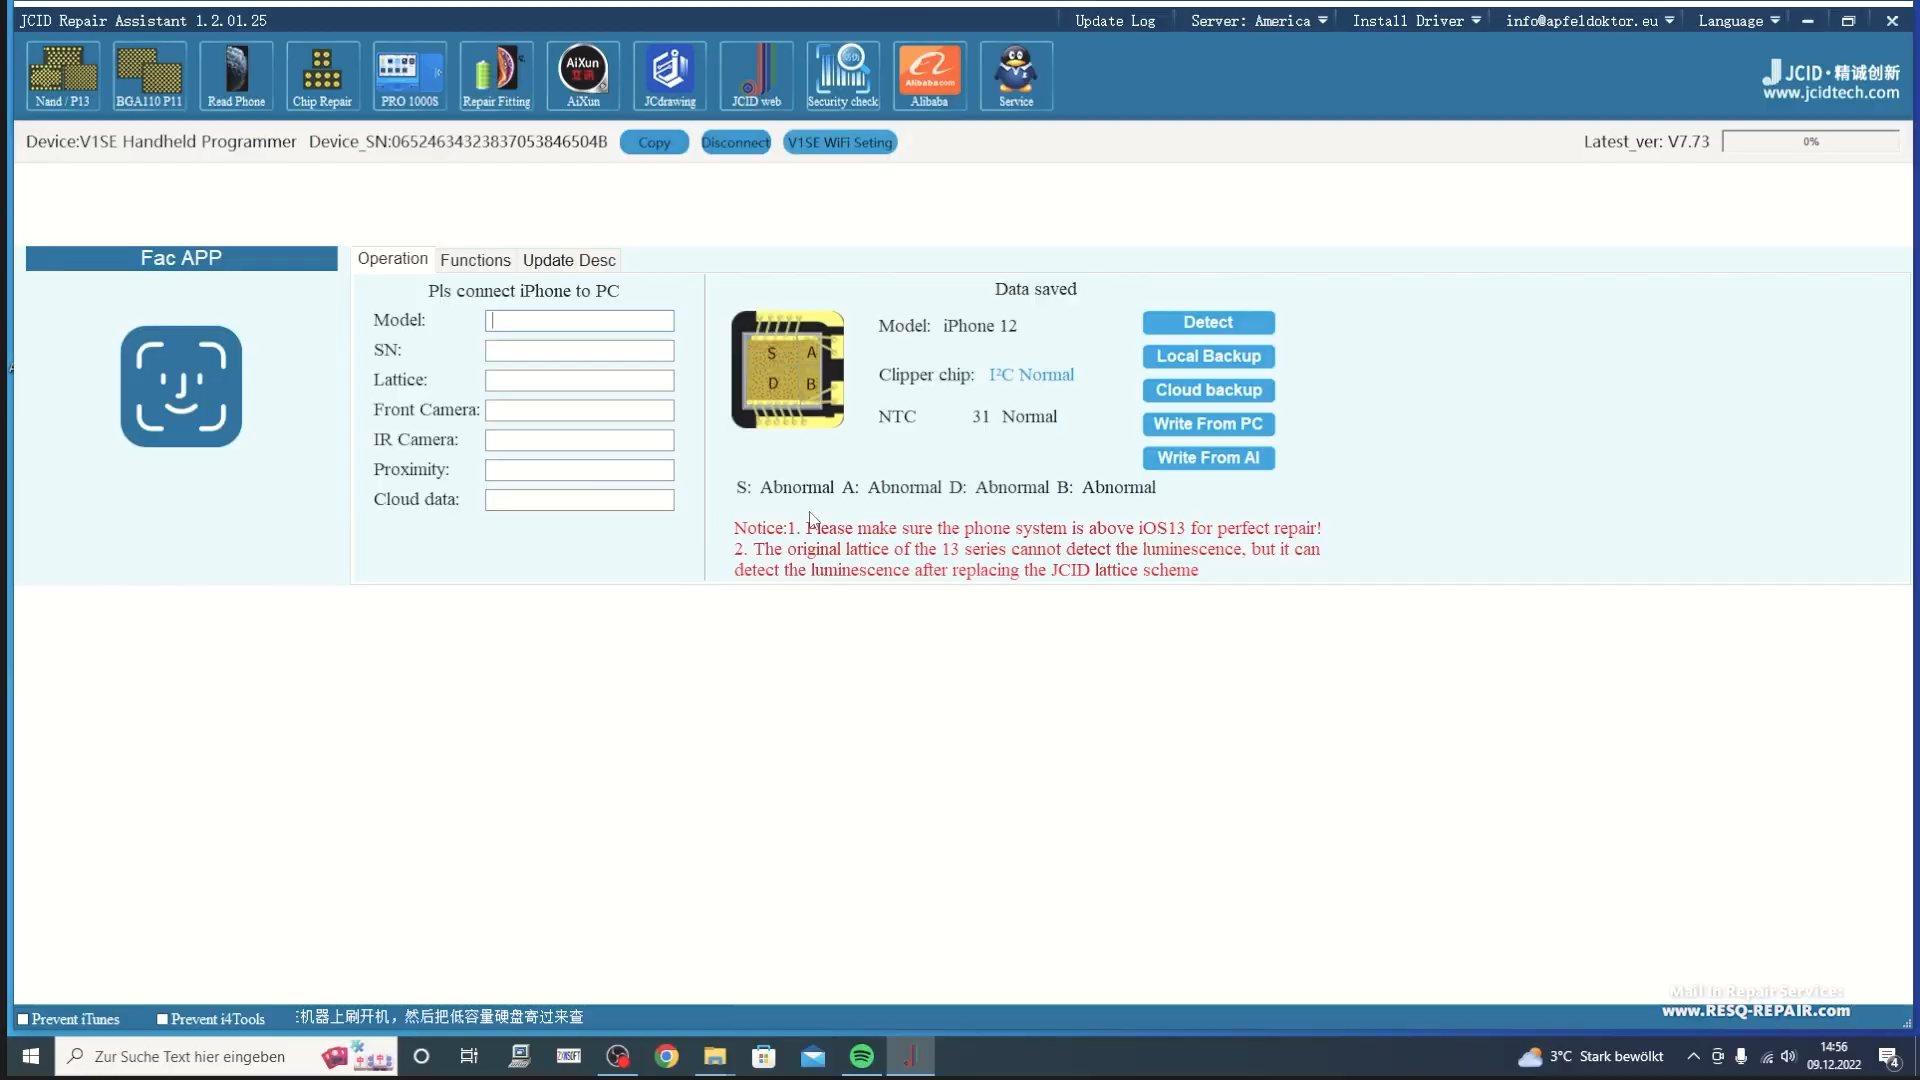 JCID Repair Assistant 1.2.01.25
Update Log
Server: America
Install Driver
info@apfeldoktor.eu
Language
Nand / P13
BGA110 P11
Read Phone
Chip Repair
PRO 1000S
Repair Fitting
AiXun
AiXun
JCdrawing
JCID web
Security check
Alibaba.com
Alibaba
Service
JCID·精诚创新
www.jcidtech.com
Device:V1SE Handheld Programmer
Device_SN:06524634323837053846504B
Copy
Disconnect
V1SE WiFi Seting
Latest_ver: V7.73
0%
Fac APP
Operation
Functions
Update Desc
Pls connect iPhone to PC
Model:
SN:
Lattice:
Front Camera:
IR Camera:
Proximity:
Cloud data:
Data saved
S A
D B
Model: iPhone 12
Clipper chip: I²C Normal
NTC 31 Normal
Detect
Local Backup
Cloud backup
Write From PC
Write From AI
S: Abnormal A: Abnormal D: Abnormal B: Abnormal
Notice:1. Please make sure the phone system is above iOS13 for perfect repair!
2. The original lattice of the 13 series cannot detect the luminescence, but it can
detect the luminescence after replacing the JCID lattice scheme
Mail In Repair Service:
www.RESQ-REPAIR.com
Prevent iTunes
Prevent i4Tools
机器上刷开机，然后把低容量硬盘寄过来查
Zur Suche Text hier eingeben
3°C Stark bewölkt
14:56
09.12.2022
4